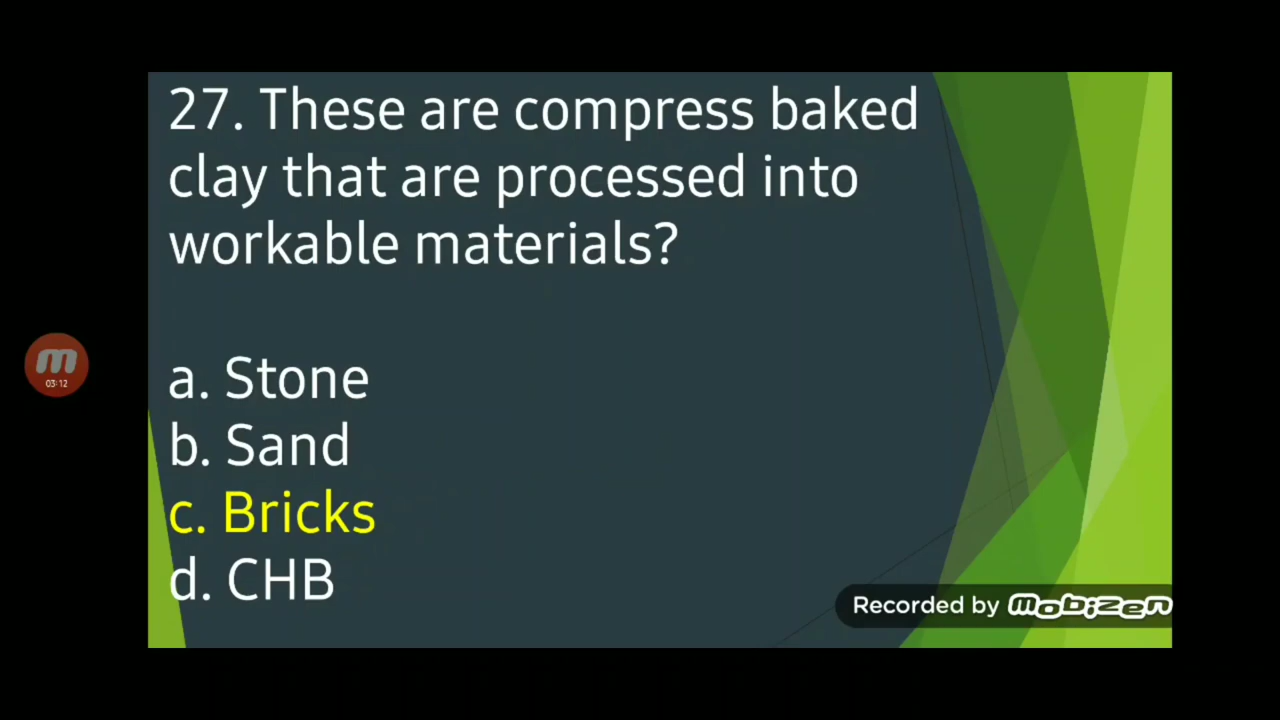 27. These are compress baked
clay that are processed into
workable materials?
a. Stone
b. Sand
c. Bricks
d. CHB
03:12
Recorded by mobizen